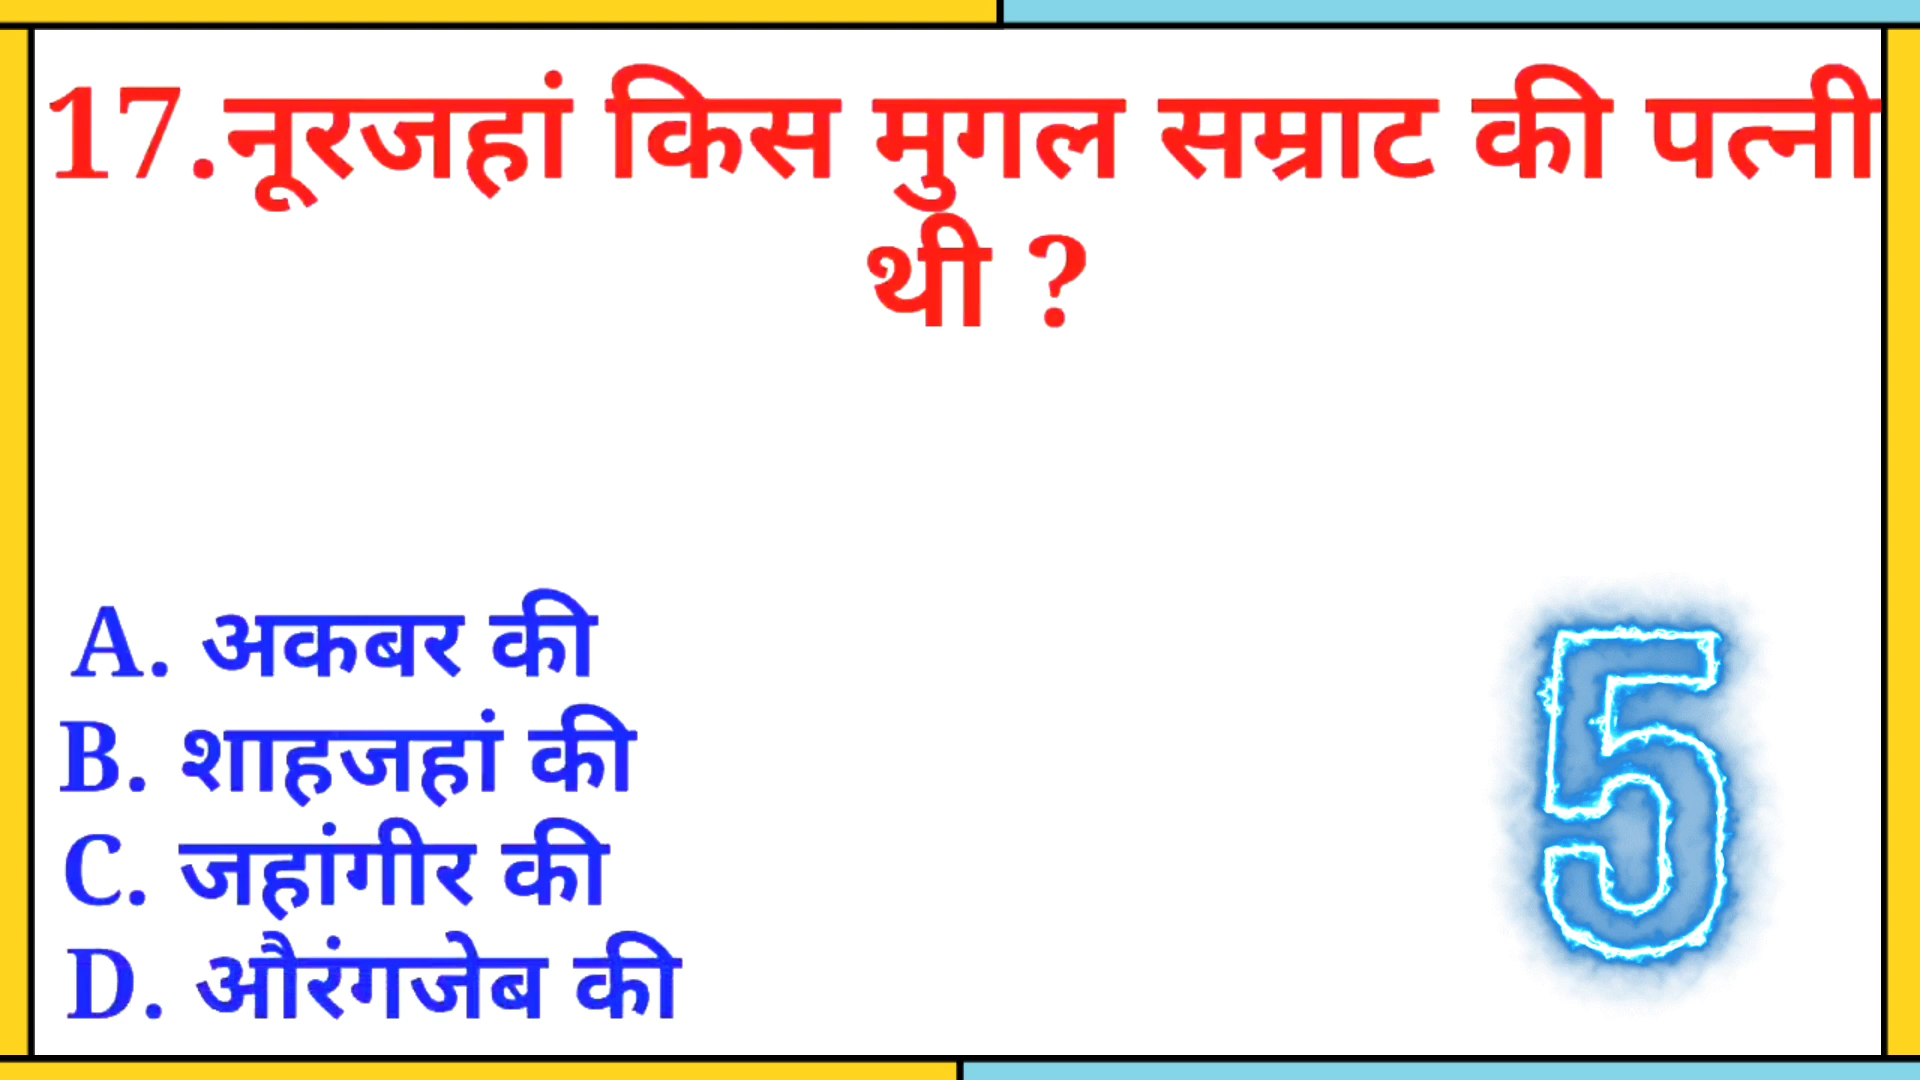 17.नूरजहां किस मुगल सम्राट की पत्नी
थी ?
A. अकबर की
B. शाहजहां की
C. जहांगीर की
D. औरंगजेब की
5